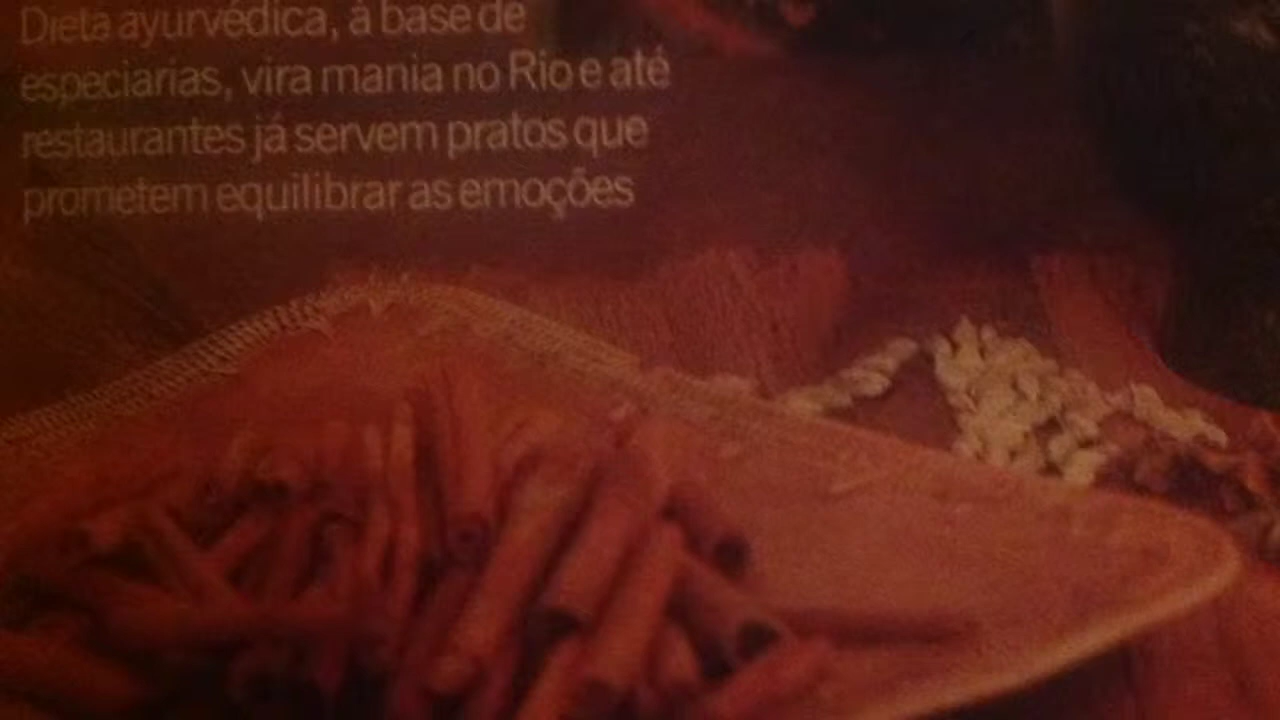 Dieta ayurvédica, à base de
especiarias, vira mania no Rio e até
restaurantes já servem pratos que
prometem equilibrar as emoções